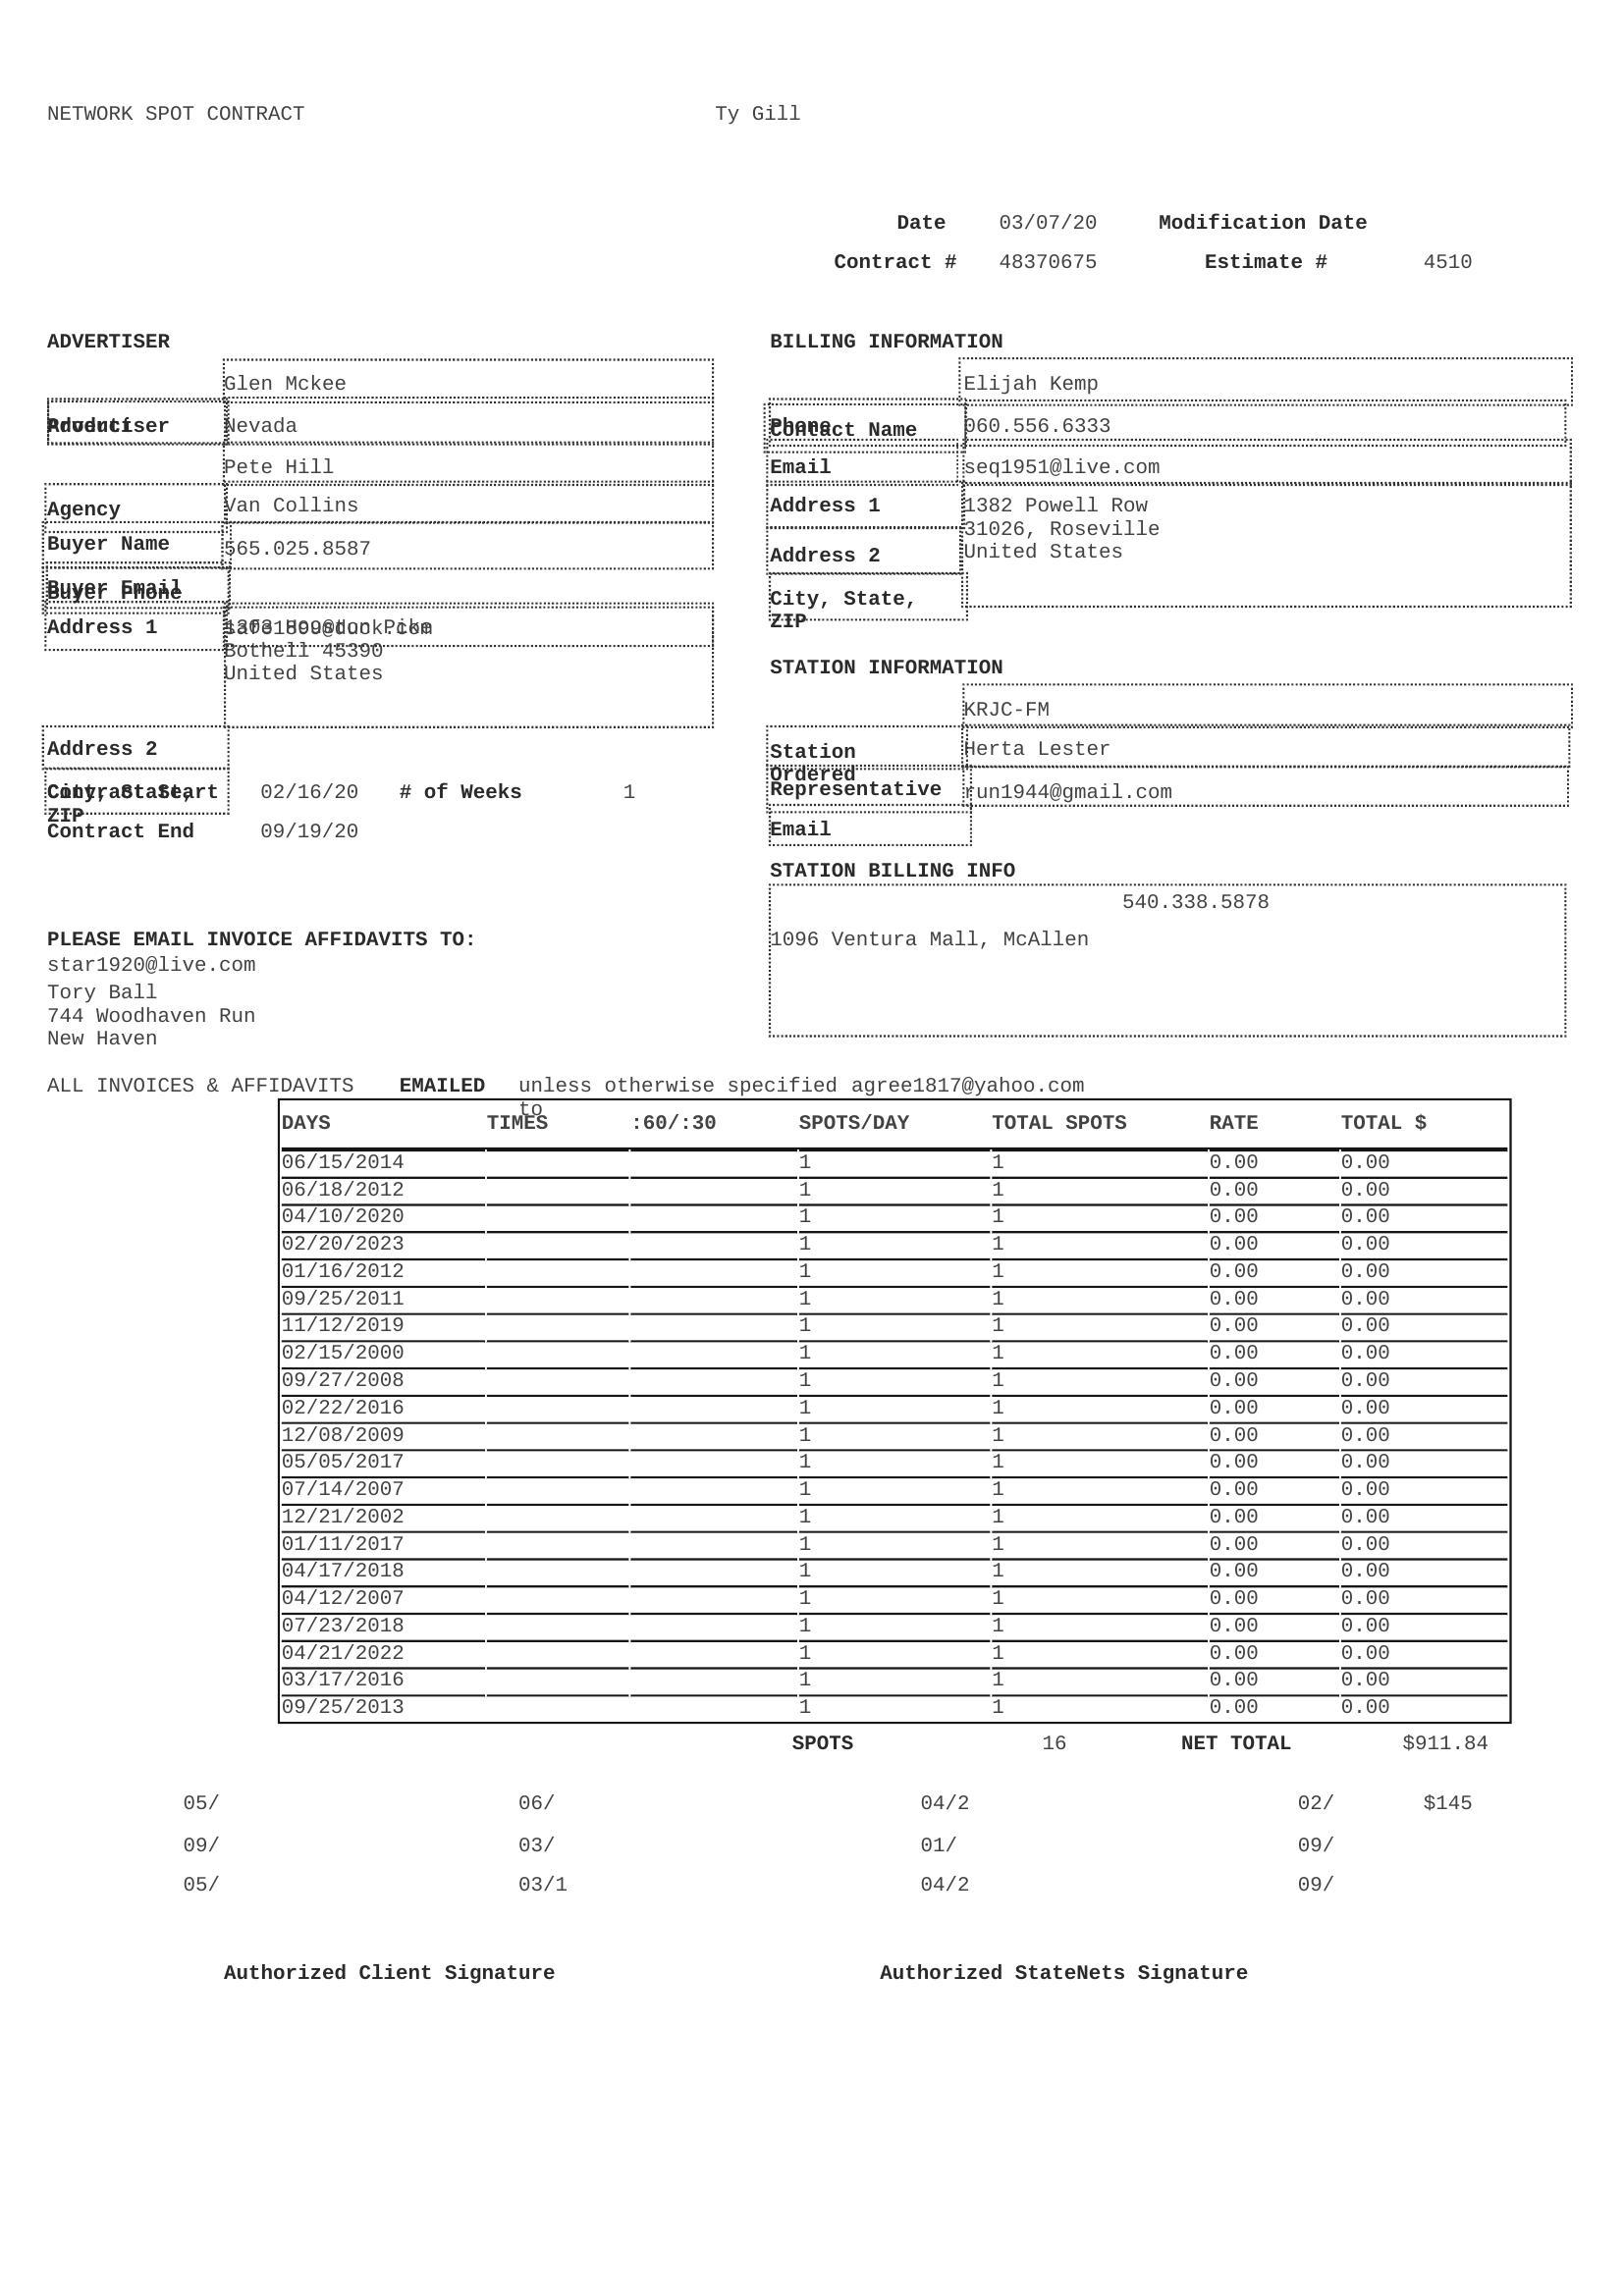 NETWORK SPOT CONTRACT Ty Gill
Date 03/07/20 Modification Date
Contract # 48370675 Estimate # 4510
ADVERTISER
Glen Mckee
Advertiser Nevada
Pete Hill
Agency Van Collins
Buyer Name 565.025.8587
Buyer Email
Buyer Phone
Address 1
Bothell 45390
United States
Address 2
Contract Start 02/16/20 # of Weeks 1
ZIP
Contract End 09/19/20
BILLING INFORMATION
Elijah Kemp
Phone 060.556.6333
Contact Name
Email seq1951@live.com
Address 1 1382 Powell Row
31026, Roseville
Address 2 United States
City, State,
ZIP
STATION INFORMATION
KRJC-FM
Station Herta Lester
Ordered
Representative run1944@gmail.com
Email
STATION BILLING INFO
540.338.5878
1096 Ventura Mall, McAllen
PLEASE EMAIL INVOICE AFFIDAVITS TO:
star1920@live.com
Tory Ball
744 Woodhaven Run
New Haven
ALL INVOICES & AFFIDAVITS EMAILED unless otherwise specified agree1817@yahoo.com
to
DAYS TIMES :60/:30 SPOTS/DAY TOTAL SPOTS RATE TOTAL $
06/15/2014 1 1 0.00 0.00
06/18/2012 1 1 0.00 0.00
04/10/2020 1 1 0.00 0.00
02/20/2023 1 1 0.00 0.00
01/16/2012 1 1 0.00 0.00
09/25/2011 1 1 0.00 0.00
11/12/2019 1 1 0.00 0.00
02/15/2000 1 1 0.00 0.00
09/27/2008 1 1 0.00 0.00
02/22/2016 1 1 0.00 0.00
12/08/2009 1 1 0.00 0.00
05/05/2017 1 1 0.00 0.00
07/14/2007 1 1 0.00 0.00
12/21/2002 1 1 0.00 0.00
01/11/2017 1 1 0.00 0.00
04/17/2018 1 1 0.00 0.00
04/12/2007 1 1 0.00 0.00
07/23/2018 1 1 0.00 0.00
04/21/2022 1 1 0.00 0.00
03/17/2016 1 1 0.00 0.00
09/25/2013 1 1 0.00 0.00
SPOTS 16 NET TOTAL $911.84
05/ 06/ 04/2 02/ $145
09/ 03/ 01/ 09/
05/ 03/1 04/2 09/
Authorized Client Signature Authorized StateNets Signature